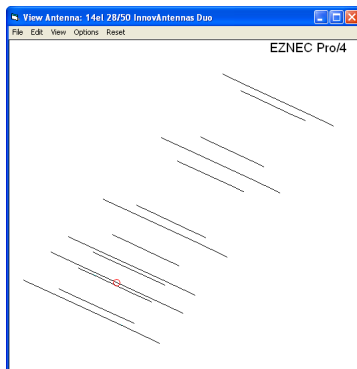 View Antenna: 14el 28/50 InnovAntennas Duo
File Edit View Options Reset
EZNEC Pro/4